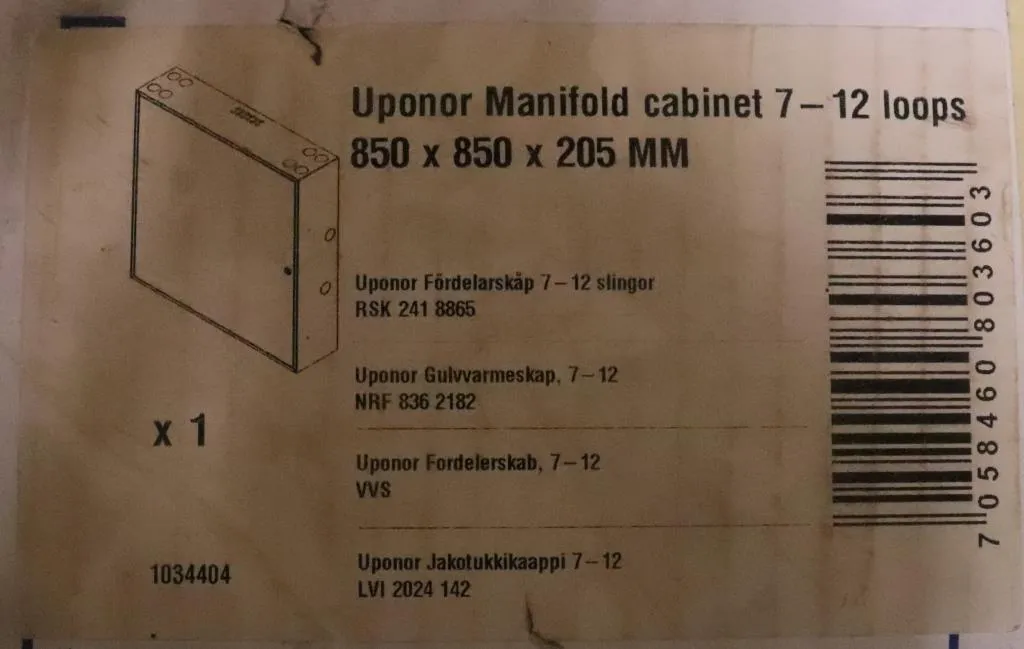 Uponor Manifold cabinet 7–12 loops
850 x 850 x 205 MM
Uponor Fördelarskåp 7–12 slingor
RSK 241 8865
Uponor Gulvvarmeskap, 7–12
NRF 836 2182
x 1
Uponor Fordelerskab, 7–12
VVS
Uponor Jakotukkikaappi 7–12
LVI 2024 142
1034404
7 058460 803603